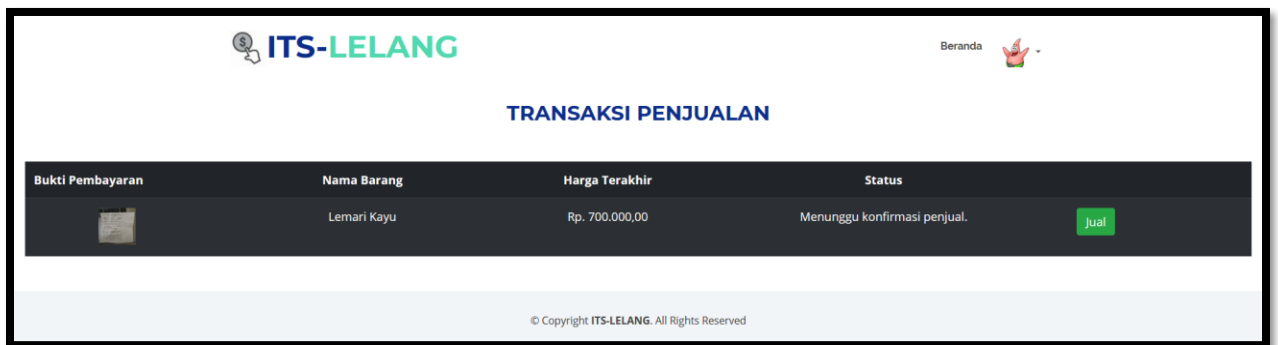 ITS-LELANG
Beranda
TRANSAKSI PENJUALAN
Bukti Pembayaran Nama Barang Harga Terakhir Status
Lemari Kayu Rp. 700.000,00 Menunggu konfirmasi penjual. Jual
© Copyright ITS-LELANG. All Rights Reserved